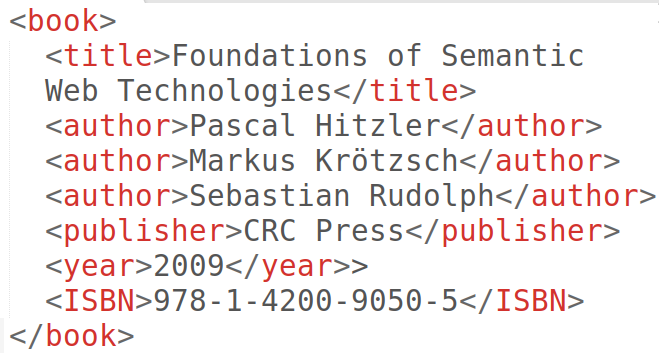 <book>
<title>Foundations of Semantic
Web Technologies</title>
<author>Pascal Hitzler</author>
<author>Markus Krötzsch</author>
<author>Sebastian Rudolph</author>
<publisher>CRC Press</publisher>
<year>2009</year>>
<ISBN>978-1-4200-9050-5</ISBN>
</book>